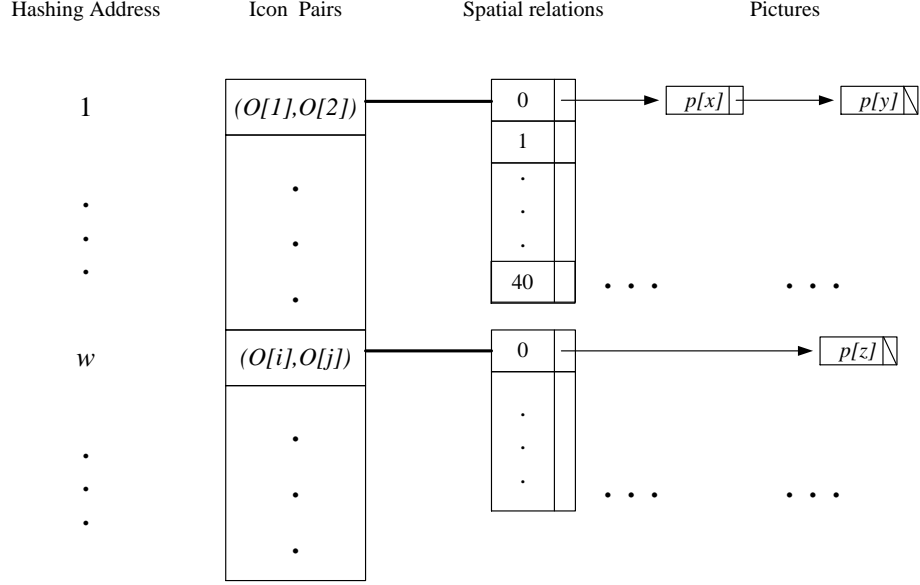 Hashing Address Icon Pairs Spatial relations Pictures
1 (O[1],O[2]) 0 p[x] p[y]
1
40
w (O[i],O[j]) 0 p[z]